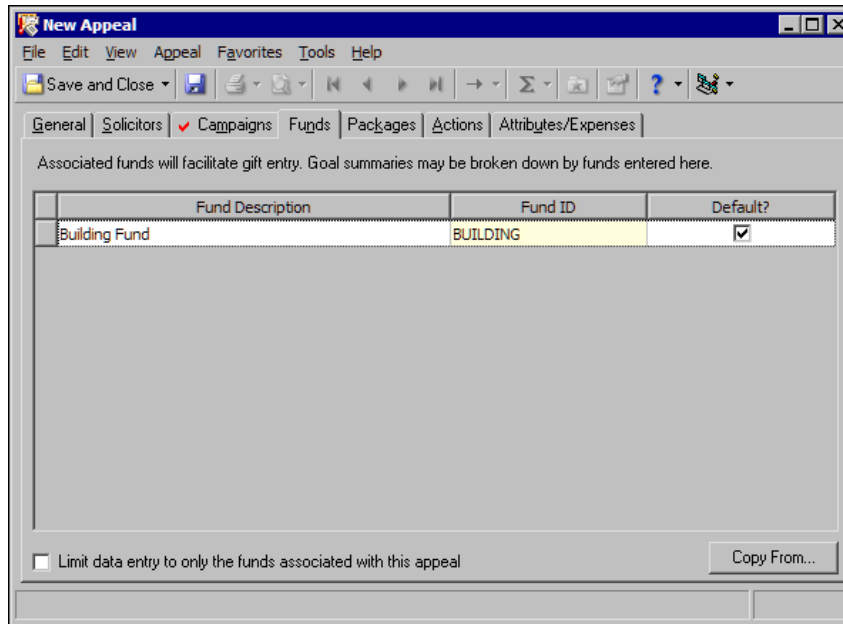 New Appeal
File Edit View Appeal Favorites Tools Help
Save and Close
General Solicitors Campaigns Funds Packages Actions Attributes/Expenses
Associated funds will facilitate gift entry. Goal summaries may be broken down by funds entered here.
Fund Description Fund ID Default?
Building Fund BUILDING
Limit data entry to only the funds associated with this appeal
Copy From...